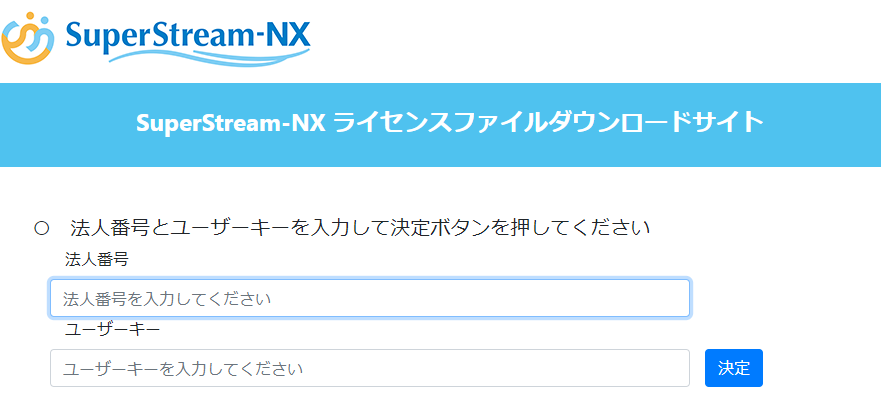 SuperStream-NX
SuperStream-NX ライセンスファイルダウンロードサイト
○ 法人番号とユーザーキーを入力して決定ボタンを押してください
法人番号
法人番号を入力してください
ユーザーキー
ユーザーキーを入力してください 決定